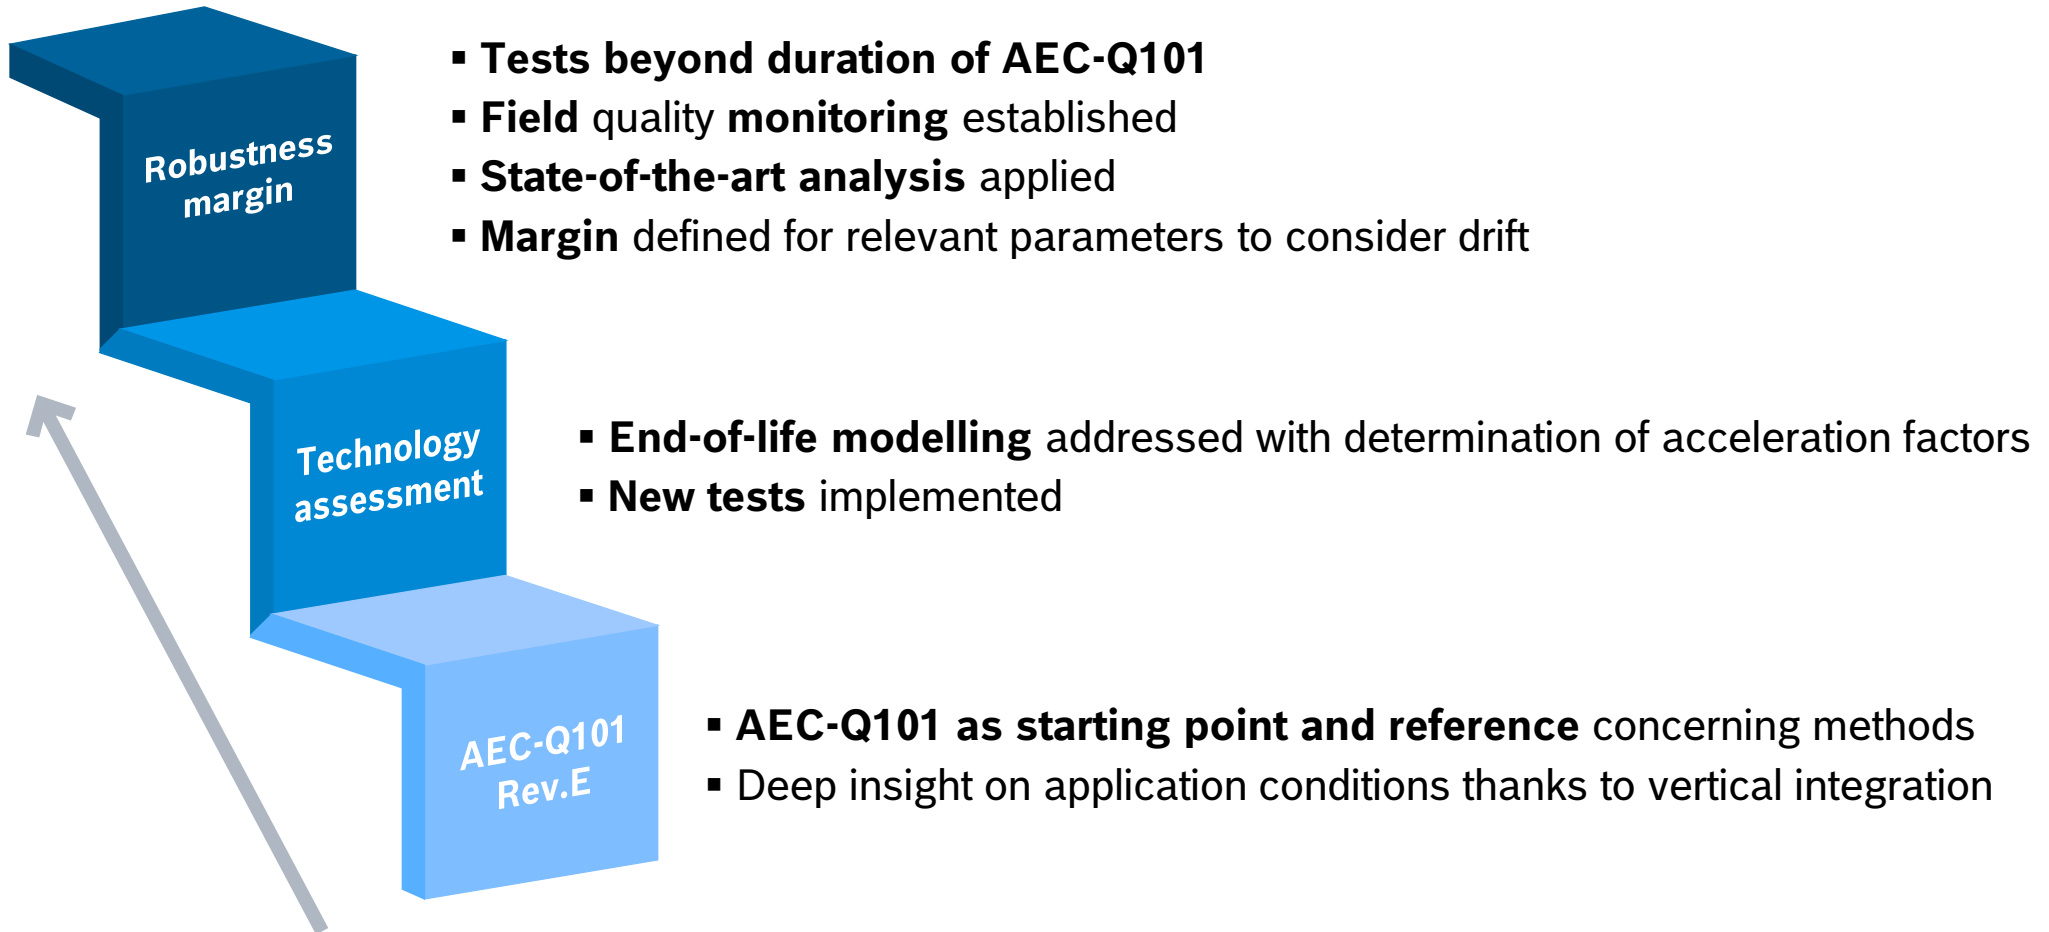 Robustness
margin
▪ Tests beyond duration of AEC-Q101
▪ Field quality monitoring established
▪ State-of-the-art analysis applied
▪ Margin defined for relevant parameters to consider drift
Technology
assessment
▪ End-of-life modelling addressed with determination of acceleration factors
▪ New tests implemented
AEC-Q101
Rev.E
▪ AEC-Q101 as starting point and reference concerning methods
▪ Deep insight on application conditions thanks to vertical integration